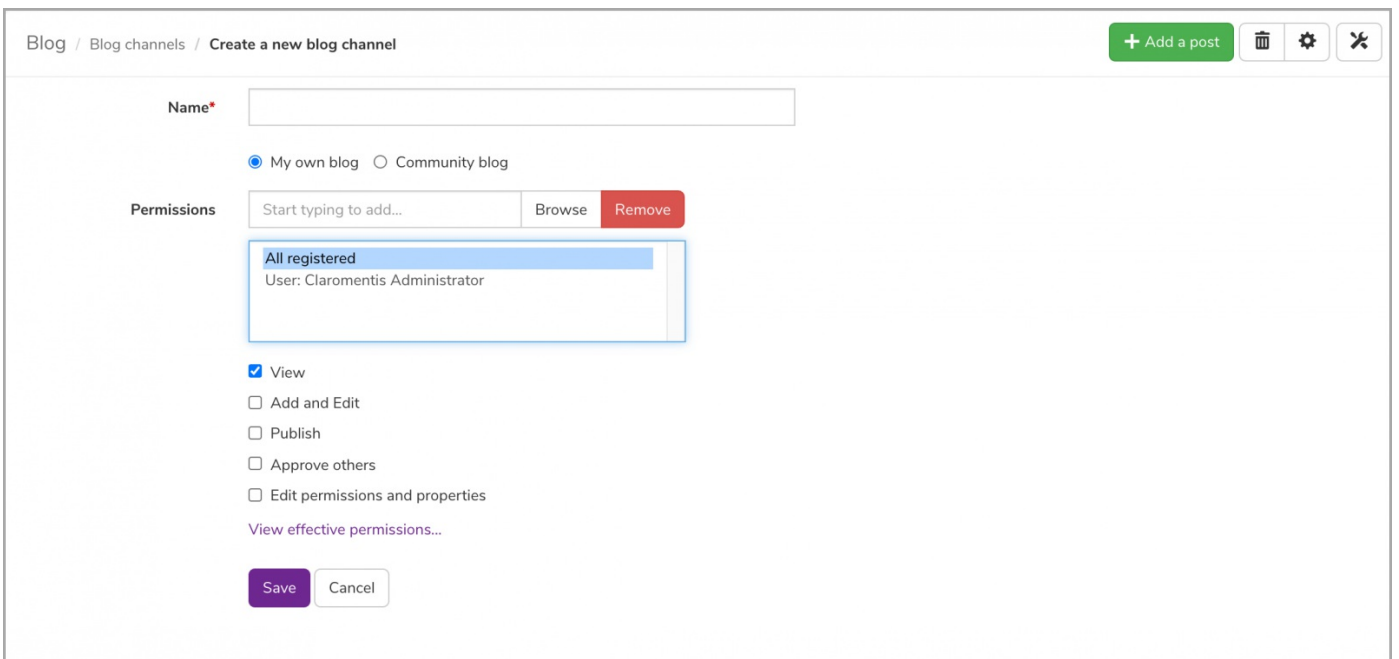 Blog / Blog channels / Create a new blog channel
+ Add a post
Name*
My own blog Community blog
Permissions
Start typing to add... Browse Remove
All registered
User: Claromentis Administrator
View
Add and Edit
Publish
Approve others
Edit permissions and properties
View effective permissions...
Save Cancel